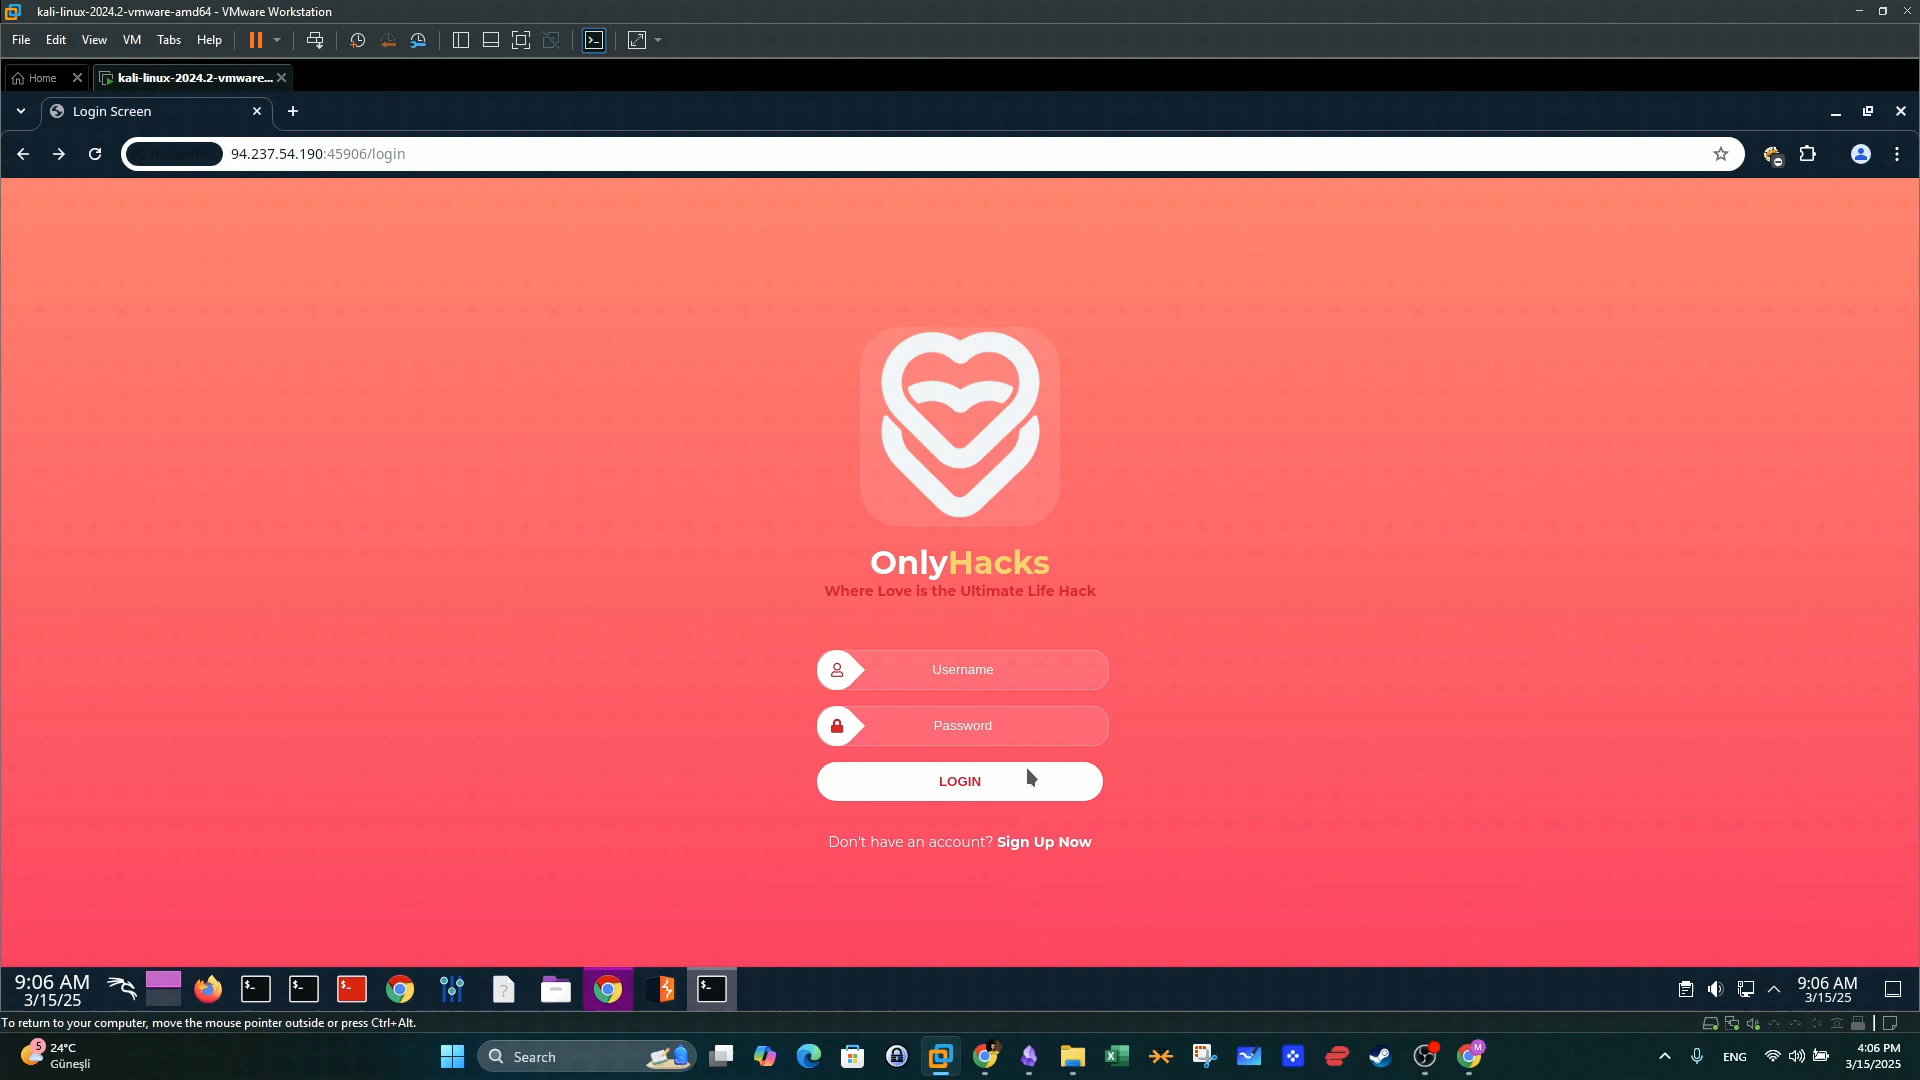 kali-linux-2024.2-vmware-amd64 - VMware Workstation
File Edit View VM Tabs Help
Home
kali-linux-2024.2-vmware...
Login Screen
94.237.54.190:45906/login
OnlyHacks
Where Love is the Ultimate Life Hack
Username
Password
LOGIN
Don't have an account? Sign Up Now
9:06 AM
3/15/25
9:06 AM
3/15/25
To return to your computer, move the mouse pointer outside or press Ctrl+Alt.
5
24°C
Güneşli
Search
M
ENG
4:06 PM
3/15/2025